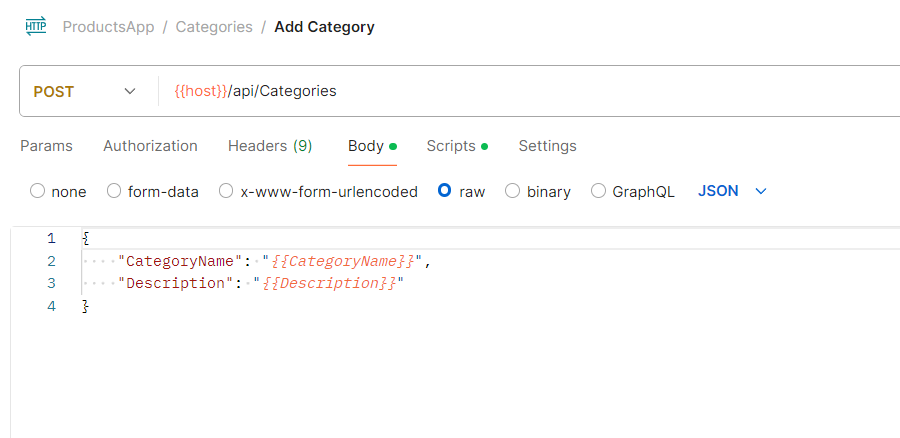 HTTP ProductsApp / Categories / Add Category
POST {{host}}/api/Categories
Params Authorization Headers (9) Body Scripts Settings
none form-data x-www-form-urlencoded raw binary GraphQL JSON
1 {
2 "CategoryName": "{{CategoryName}}",
3 "Description": "{{Description}}"
4 }